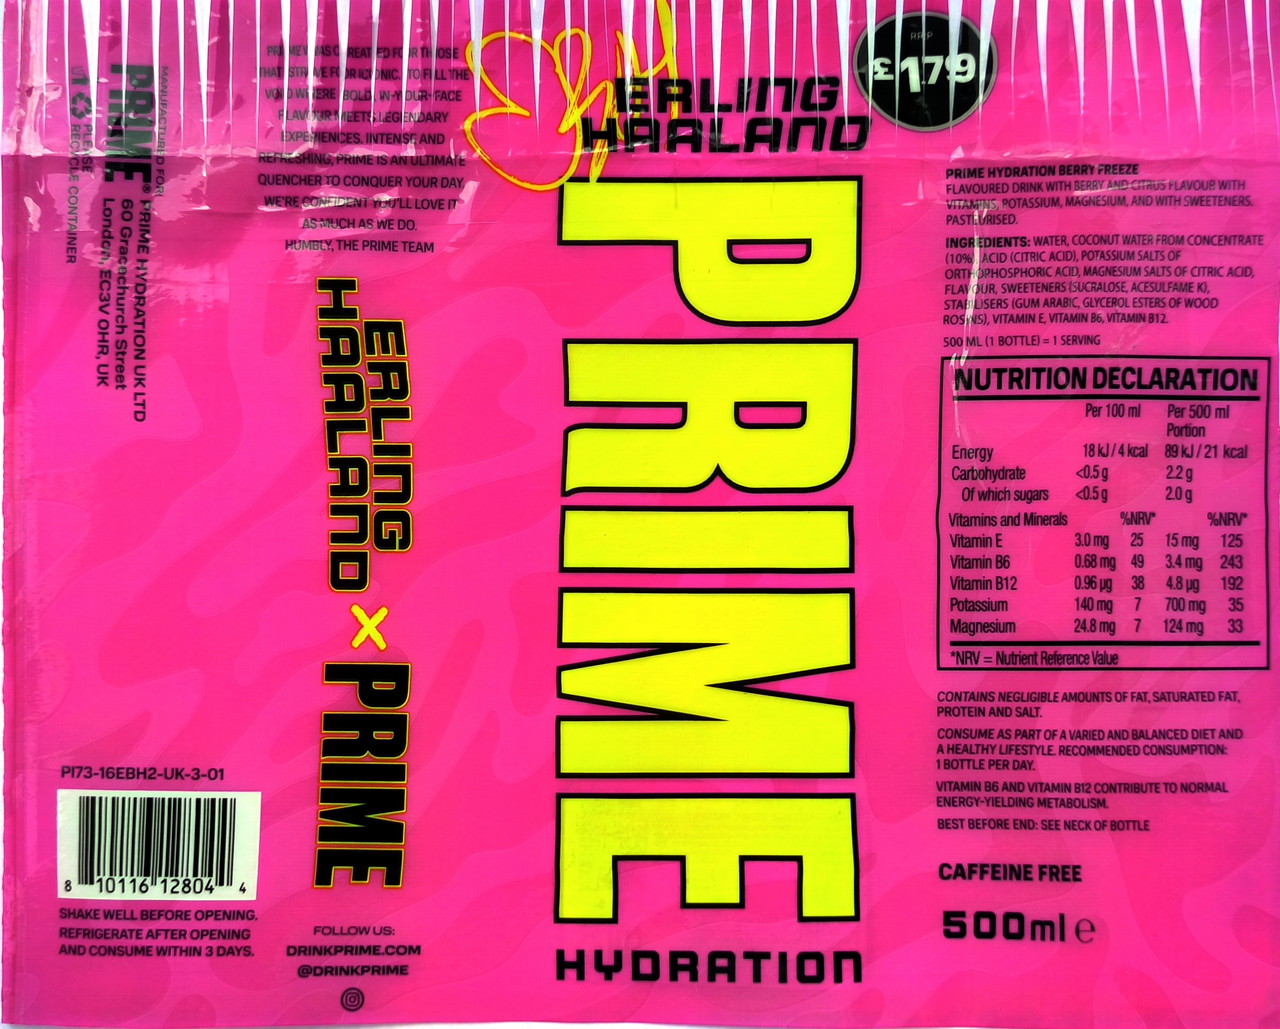 MANUFACTURED FOR:
PRIME® PRIME HYDRATION UK LTD
60 Gracechurch Street
London, EC3V 0HR, UK
PLEASE
RECYCLE CONTAINER
PI73-16EBH2-UK-3-01
8 10116 12804 4
SHAKE WELL BEFORE OPENING.
REFRIGERATE AFTER OPENING
AND CONSUME WITHIN 3 DAYS.
PRIME WAS CREATED FOR THOSE
THAT STRIVE FOR ICONIC. TO FILL THE
VOID WHERE BOLD, IN-YOUR-FACE
FLAVOUR MEETS LEGENDARY
EXPERIENCES. INTENSE AND
REFRESHING, PRIME IS AN ULTIMATE
QUENCHER TO CONQUER YOUR DAY.
WE'RE CONFIDENT YOU'LL LOVE IT
AS MUCH AS WE DO.
HUMBLY, THE PRIME TEAM
ERLING
HAALAND X PRIME
FOLLOW US:
DRINKPRIME.COM
@DRINKPRIME
ERLING
HAALAND
PRIME
HYDRATION
RRP
£1.79
PRIME HYDRATION BERRY FREEZE
FLAVOURED DRINK WITH BERRY AND CITRUS FLAVOUR WITH
VITAMINS, POTASSIUM, MAGNESIUM, AND WITH SWEETENERS.
PASTEURISED.
INGREDIENTS: WATER, COCONUT WATER FROM CONCENTRATE
(10%), ACID (CITRIC ACID), POTASSIUM SALTS OF
ORTHOPHOSPHORIC ACID, MAGNESIUM SALTS OF CITRIC ACID,
FLAVOUR, SWEETENERS (SUCRALOSE, ACESULFAME K),
STABILISERS (GUM ARABIC, GLYCEROL ESTERS OF WOOD
ROSINS), VITAMIN E, VITAMIN B6, VITAMIN B12.
500 ML (1 BOTTLE) = 1 SERVING
NUTRITION DECLARATION
Per 100 ml Per 500 ml
Portion
Energy 18 kJ / 4 kcal 89 kJ / 21 kcal
Carbohydrate <0.5 g 2.2 g
Of which sugars <0.5 g 2.0 g
Vitamins and Minerals %NRV* %NRV*
Vitamin E 3.0 mg 25 15 mg 125
Vitamin B6 0.68 mg 49 3.4 mg 243
Vitamin B12 0.96 µg 38 4.8 µg 192
Potassium 140 mg 7 700 mg 35
Magnesium 24.8 mg 7 124 mg 33
*NRV = Nutrient Reference Value
CONTAINS NEGLIGIBLE AMOUNTS OF FAT, SATURATED FAT,
PROTEIN AND SALT.
CONSUME AS PART OF A VARIED AND BALANCED DIET AND
A HEALTHY LIFESTYLE. RECOMMENDED CONSUMPTION:
1 BOTTLE PER DAY.
VITAMIN B6 AND VITAMIN B12 CONTRIBUTE TO NORMAL
ENERGY-YIELDING METABOLISM.
BEST BEFORE END: SEE NECK OF BOTTLE
CAFFEINE FREE
500ml ℮